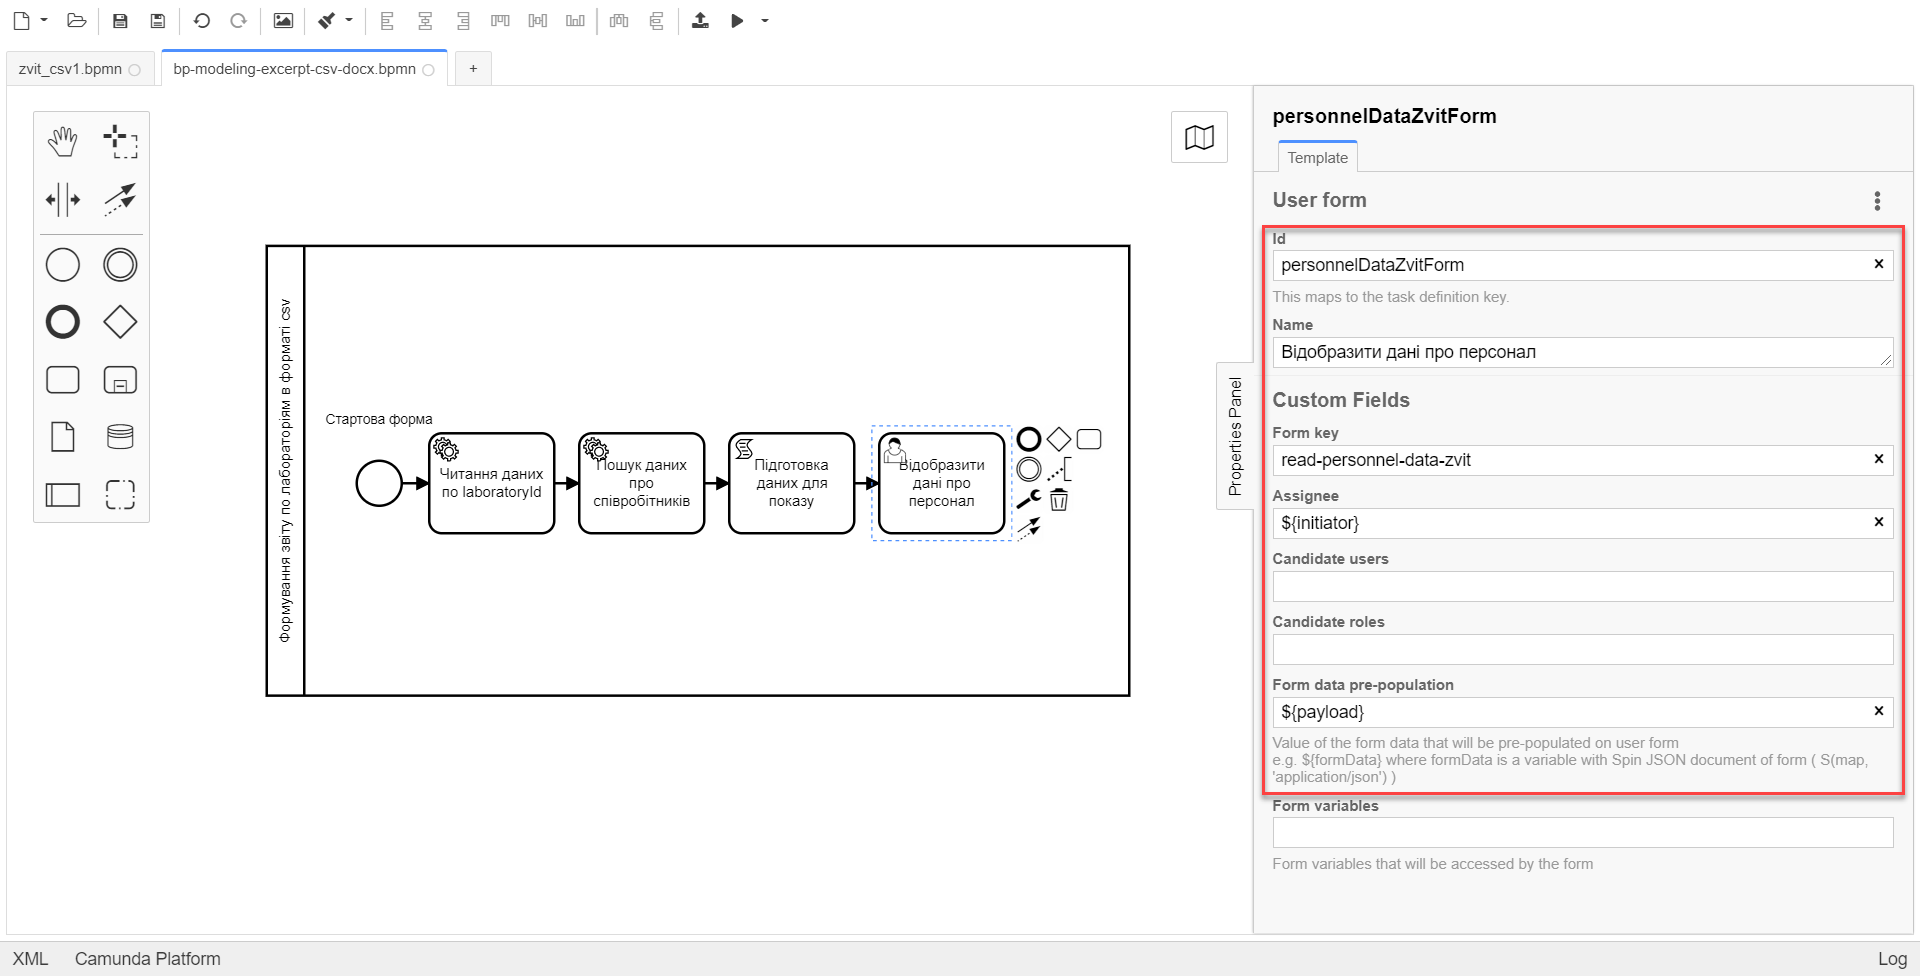 zvit_csv1.bpmn
bp-modeling-excerpt-csv-docx.bpmn
+
Формування звіту по лабораторіям в форматі csv
Стартова форма
Читання даних
по laboratoryId
Пошук даних
про
співробітників
Підготовка
даних для
показу
Відобразити
дані про
персонал
Properties Panel
personnelDataZvitForm
Template
User form
Id
personnelDataZvitForm
This maps to the task definition key.
Name
Відобразити дані про персонал
Custom Fields
Form key
read-personnel-data-zvit
Assignee
${initiator}
Candidate users
Candidate roles
Form data pre-population
${payload}
Value of the form data that will be pre-populated on user form
e.g. ${formData} where formData is a variable with Spin JSON document of form ( S(map,
'application/json') )
Form variables
Form variables that will be accessed by the form
XML
Camunda Platform
Log